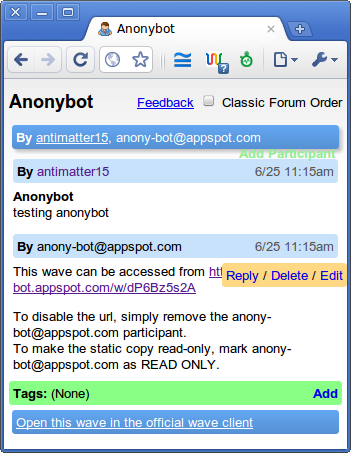 Anonybot
Anonybot Feedback Classic Forum Order
By antimatter15, anony-bot@appspot.com
Add Participant
By antimatter15 6/25 11:15am
Anonybot
testing anonybot
By anony-bot@appspot.com 6/25 11:15am
This wave can be accessed from
Reply / Delete / Edit
bot.appspot.com/w/dP6Bz5s2A
To disable the url, simply remove the anony-
bot@appspot.com participant.
To make the static copy read-only, mark anony-
bot@appspot.com as READ ONLY.
Tags: (None) Add
Open this wave in the official wave client